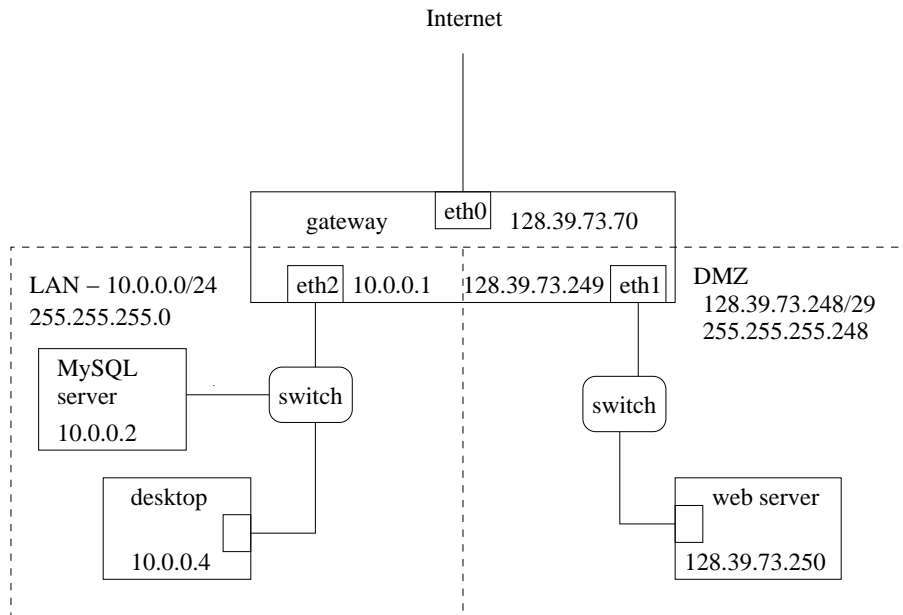 Internet
eth0
gateway
128.39.73.70
LAN – 10.0.0.0/24
255.255.255.0
eth2
10.0.0.1
128.39.73.249
eth1
DMZ
128.39.73.248/29
255.255.255.248
MySQL
server
10.0.0.2
switch
switch
desktop
10.0.0.4
web server
128.39.73.250